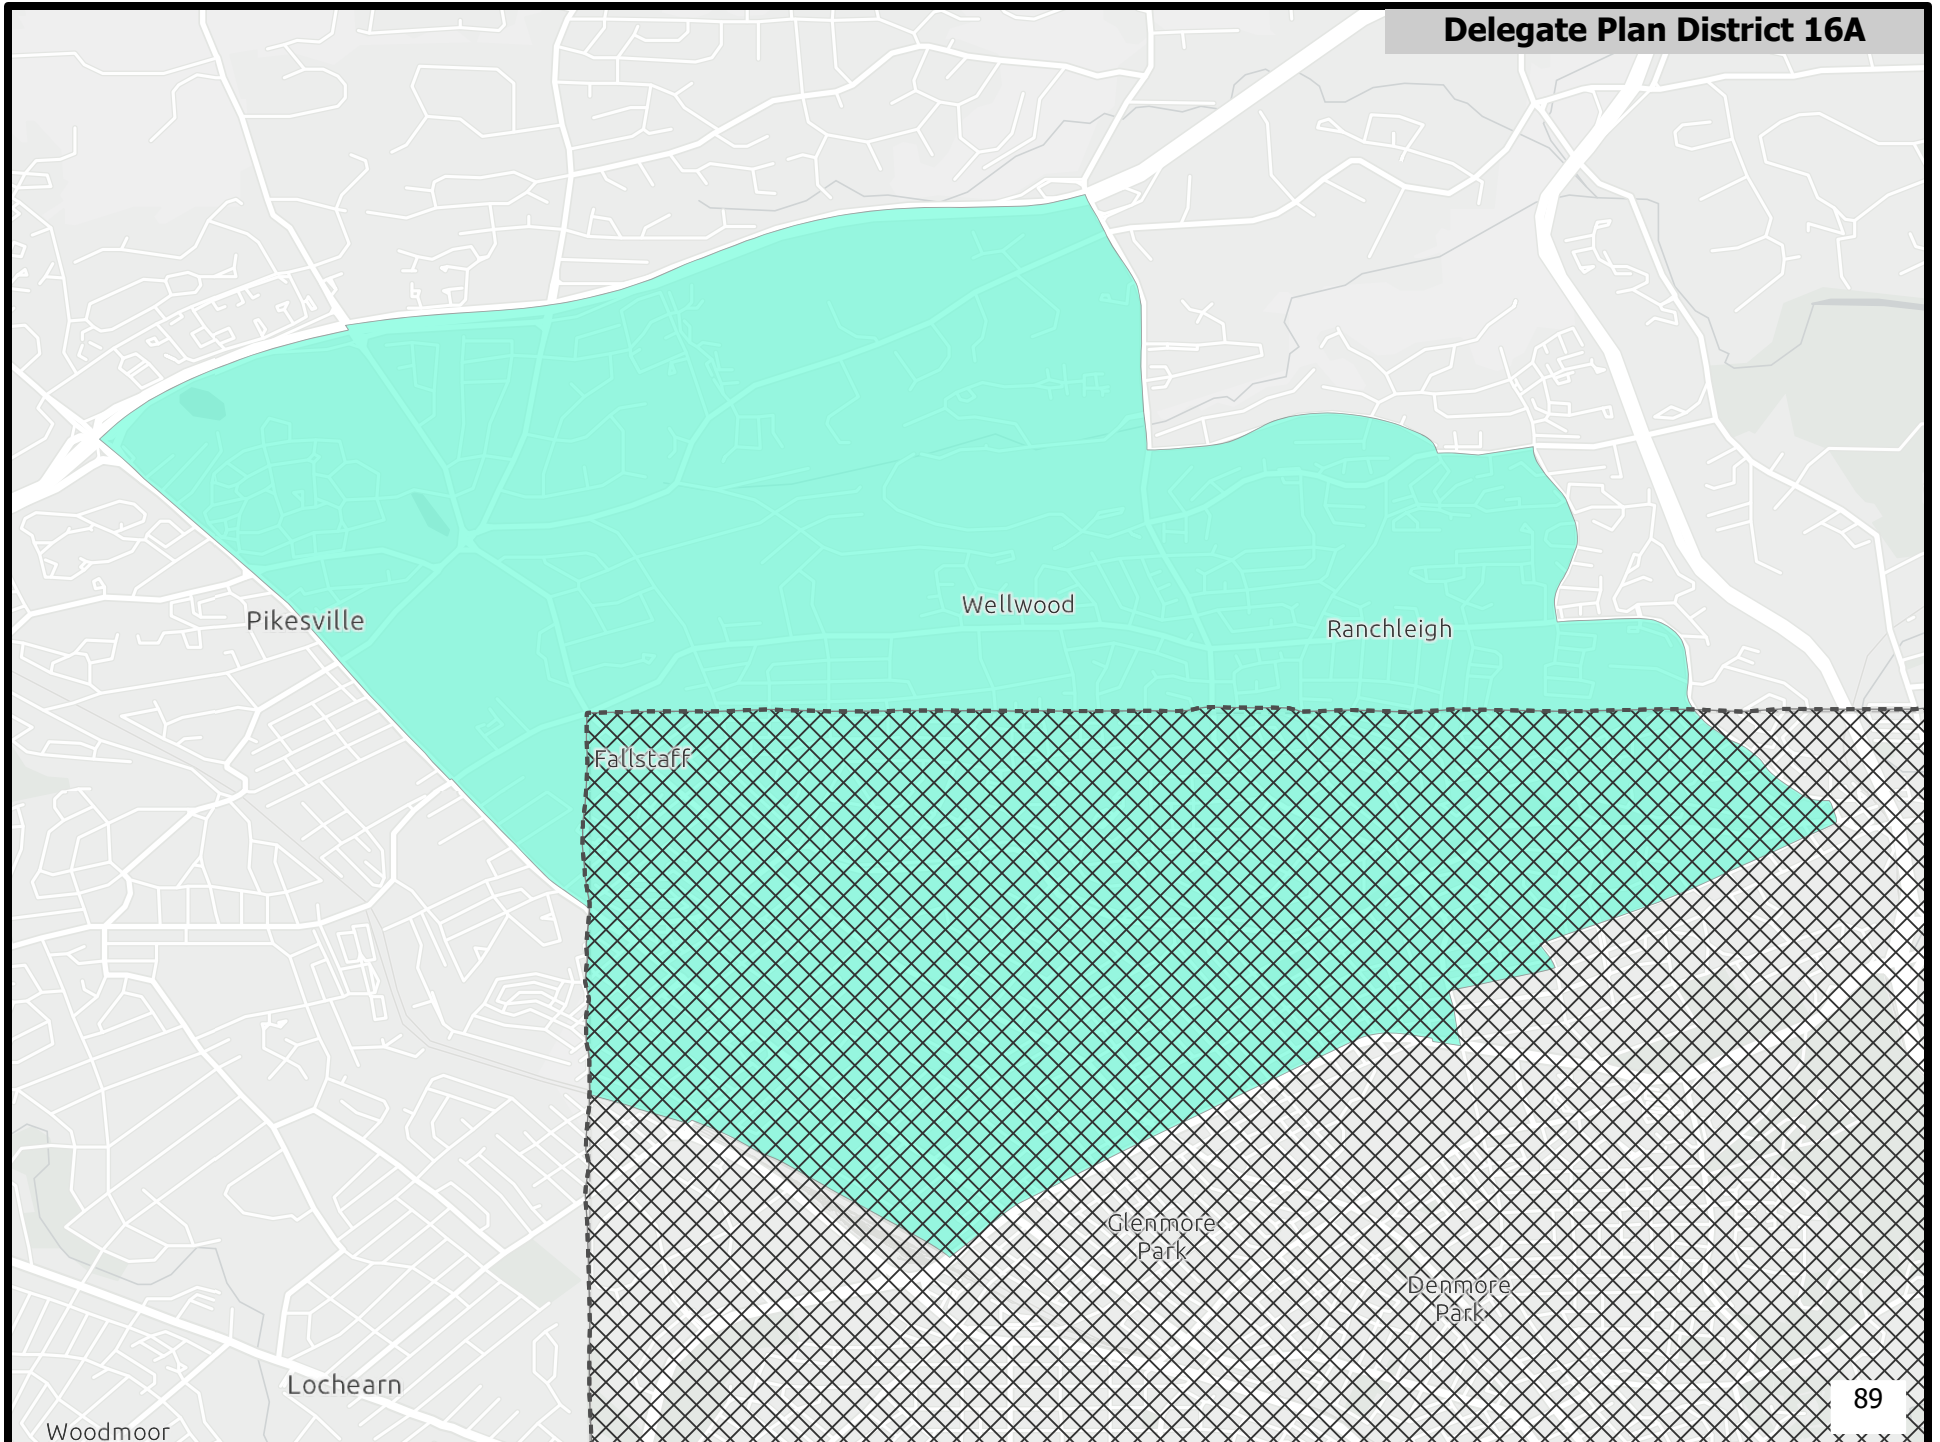 Delegate Plan District 16A
Wellwood
Pikesville
Ranchleigh
Fallstaff
Glenmore
Park
Denmore
Park
Lochearn
Woodmoor
89